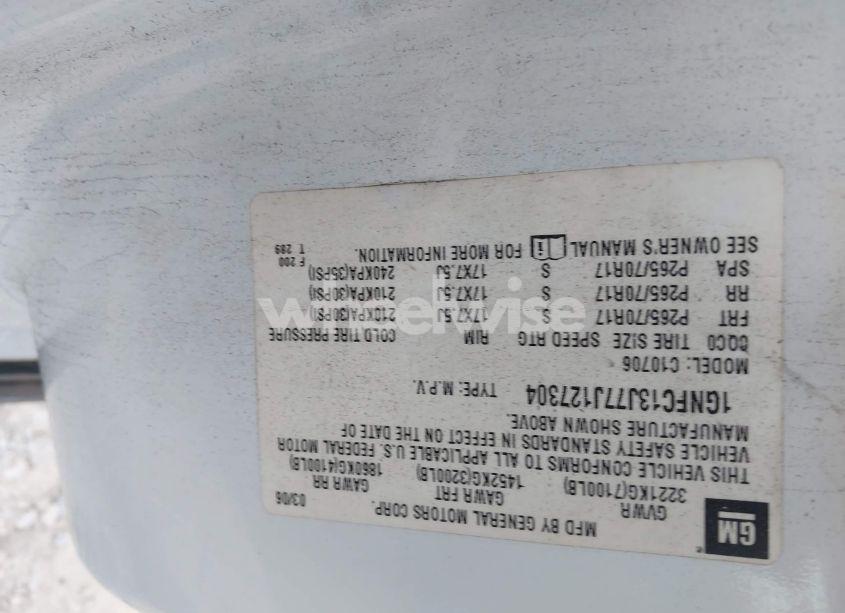 GM
MFD BY GENERAL MOTORS CORP.
03/06
GVWR GAWR FRT GAWR RR
3221KG(7100LB) 1452KG(3200LB) 1860KG(4100LB)
THIS VEHICLE CONFORMS TO ALL APPLICABLE U.S. FEDERAL MOTOR
VEHICLE SAFETY STANDARDS IN EFFECT ON THE DATE OF
MANUFACTURE SHOWN ABOVE.
1GNFC13J77J127304 TYPE: M.P.V.
MODEL: C10706
TIRE SIZE SPEED RTG RIM COLD TIRE PRESSURE
FRT P265/70R17 S 17X7.5J 210KPA(30PSI)
RR P265/70R17 S 17X7.5J 210KPA(30PSI)
SPA P265/70R17 S 17X7.5J 240KPA(35PSI)
SEE OWNER'S MANUAL FOR MORE INFORMATION.
F 200
T 289
wheelwise